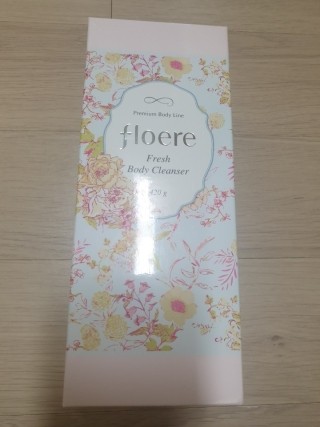 Premium Body Line
floere
Fresh
Body Cleanser